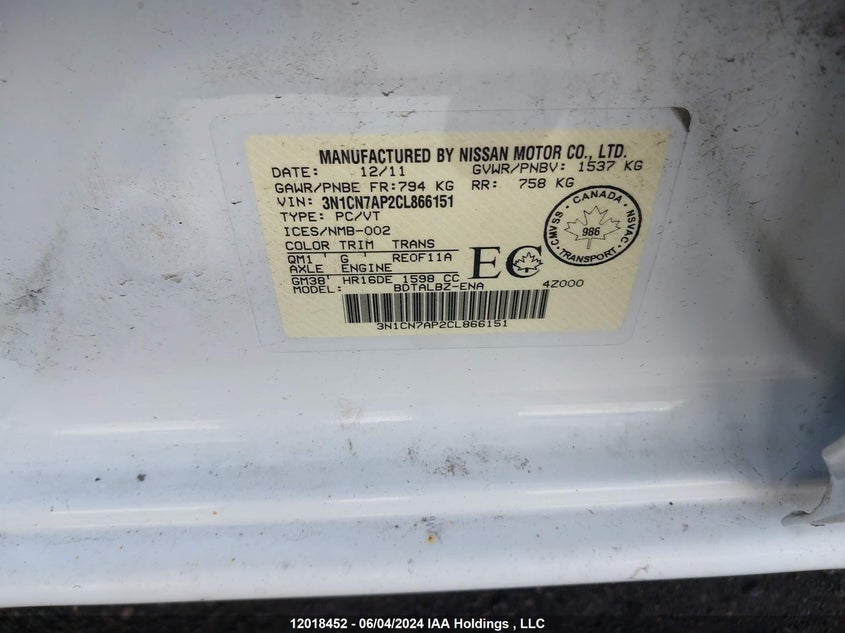 MANUFACTURED BY NISSAN MOTOR CO., LTD.
DATE: 12/11 GVWR/PNBV: 1537 KG
GAWR/PNBE FR:794 KG RR: 758 KG
VIN: 3N1CN7AP2CL866151
TYPE: PC/VT
ICES/NMB-002
COLOR TRIM TRANS
QM1 ' G ' REOF11A
AXLE ENGINE
GM38' HR16DE 1598 CC
MODEL: BDTALBZ-ENA 4Z000
EC
CANADA
CMVSS NSVAC
986
TRANSPORT
3N1CN7AP2CL866151
12018452 - 06/04/2024 IAA Holdings , LLC